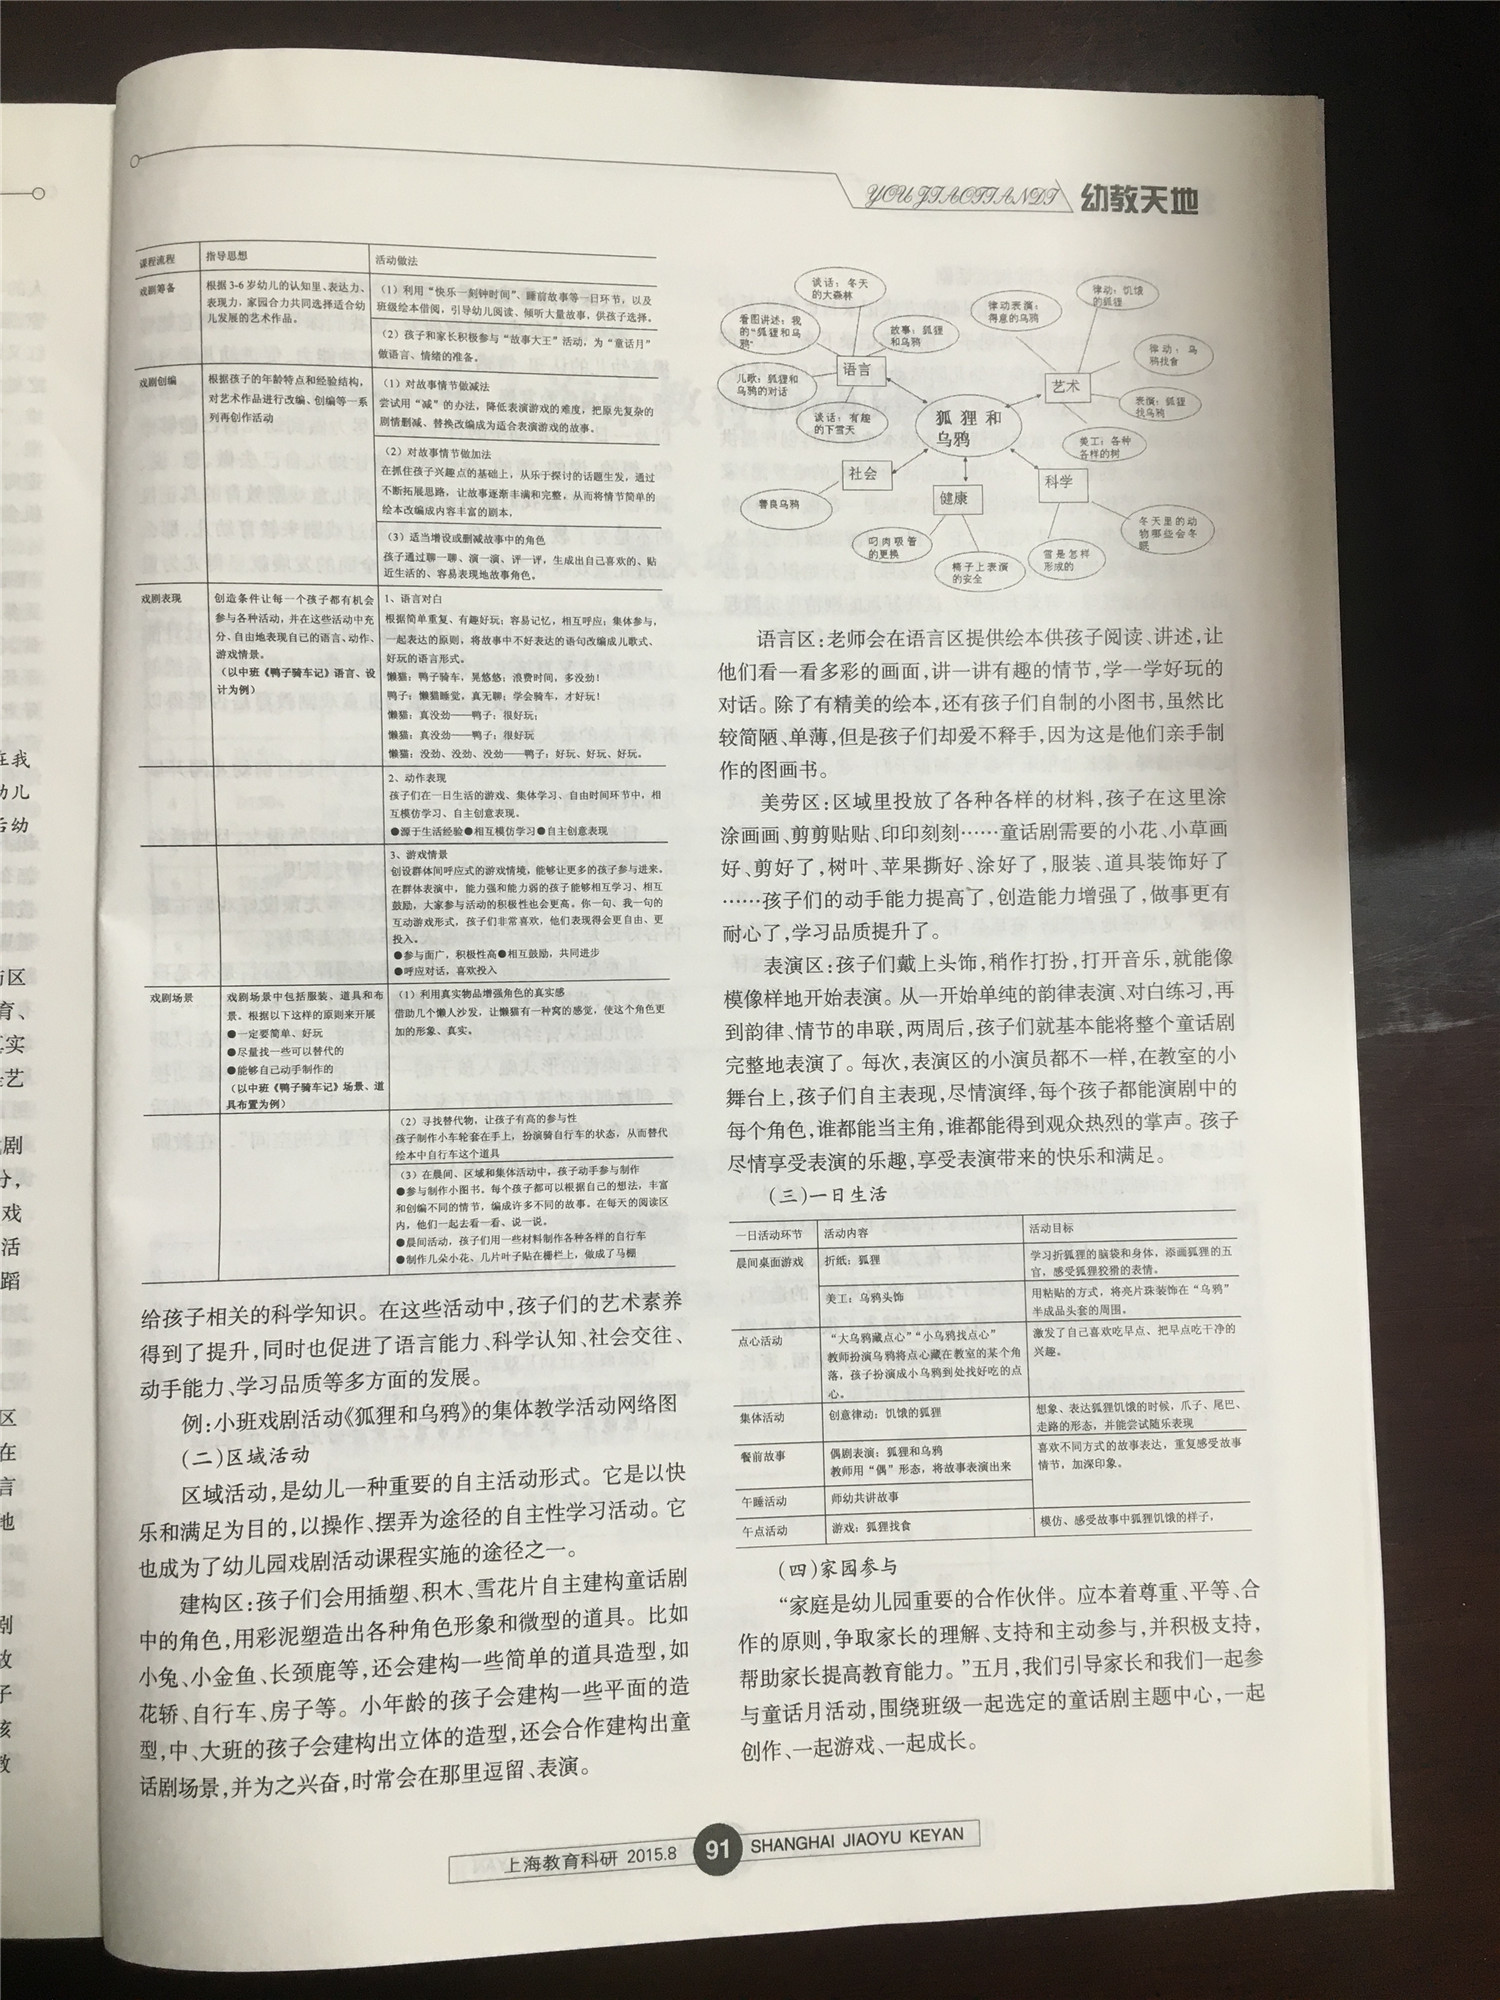 YOU JIAOTIANDI 幼教天地
课程流程 指导思想 活动做法
戏剧筹备
根据3-6岁幼儿的认知里、表达力、
表现力,家园合力共同选择适合幼
儿发展的艺术作品。
(1)利用“快乐一刻钟时间”、睡前故事等一日环节,以及
班级绘本借阅,引导幼儿阅读、倾听大量故事,供孩子选择。
(2)孩子和家长积极参与“故事大王”活动,为“童话月”
做语言、情绪的准备。
戏剧创编
根据孩子的年龄特点和经验结构,
对艺术作品进行改编、创编等一系
列再创作活动
(1)对故事情节做减法
尝试用“减”的办法,降低表演游戏的难度,把原先复杂的
剧情删减、替换改编成为适合表演游戏的故事。
(2)对故事情节做加法
在抓住孩子兴趣点的基础上,从乐于探讨的话题生发,通过
不断拓展思路,让故事逐渐丰满和完整,从而将情节简单的
绘本改编成内容丰富的剧本。
(3)适当增设或删减故事中的角色
孩子通过聊一聊、演一演、评一评,生成出自己喜欢的、贴
近生活的、容易表现地故事角色。
戏剧表现
创造条件让每一个孩子都有机会
参与各种活动,并在这些活动中充
分、自由地表现自己的语言、动作、
游戏情景。
(以中班《鸭子骑车记》语言、设
计为例)
1、语言对白
根据简单重复、有趣好玩;容易记忆,相互呼应;集体参与,
一起表达的原则,将故事中不好表达的语句改编成儿歌式、
好玩的语言形式。
懒猫:鸭子骑车,晃悠悠;浪费时间,多没劲!
鸭子:懒猫睡觉,真无聊;学会骑车,才好玩!
懒猫:真没劲——鸭子:很好玩;
懒猫:真没劲——鸭子:很好玩
懒猫:没劲、没劲、没劲——鸭子:好玩、好玩、好玩。
2、动作表现
孩子们在一日生活的游戏、集体学习、自由时间环节中,相
互模仿学习、自主创意表现。
●源于生活经验●相互模仿学习●自主创意表现
3、游戏情景
创设群体间呼应式的游戏情境,能够让更多的孩子参与进来。
在群体表演中,能力强和能力弱的孩子能够相互学习、相互
鼓励,大家参与活动的积极性也会更高。你一句、我一句的
互动游戏形式,孩子们非常喜欢,他们表现得会更自由、更
投入。
●参与面广,积极性高●相互鼓励,共同进步
●呼应对话,喜欢投入
戏剧场景
戏剧场景中包括服装、道具和布
景。根据以下这样的原则来开展
●一定要简单、好玩
●尽量找一些可以替代的
●能够自己动手制作的
(以中班《鸭子骑车记》场景、道
具布置为例)
(1)利用真实物品增强角色的真实感
借助几个懒人沙发,让懒猫有一种窝的感觉,使这个角色更
加的形象、真实。
(2)寻找替代物,让孩子有高的参与性
孩子制作小车轮套在手上,扮演骑自行车的状态,从而替代
绘本中自行车这个道具
(3)在晨间、区域和集体活动中,孩子动手参与制作
●参与制作小图书。每个孩子都可以根据自己的想法,丰富
和创编不同的情节,编成许多不同的故事。在每天的阅读区
内,他们一起去看一看、说一说。
●晨间活动,孩子们用一些材料制作各种各样的自行车
●制作几朵小花、几片叶子贴在栅栏上,做成了马棚
给孩子相关的科学知识。在这些活动中,孩子们的艺术素养
得到了提升,同时也促进了语言能力、科学认知、社会交往、
动手能力、学习品质等多方面的发展。
例:小班戏剧活动《狐狸和乌鸦》的集体教学活动网络图
(二)区域活动
区域活动,是幼儿一种重要的自主活动形式。它是以快
乐和满足为目的,以操作、摆弄为途径的自主性学习活动。它
也成为了幼儿园戏剧活动课程实施的途径之一。
建构区:孩子们会用插塑、积木、雪花片自主建构童话剧
中的角色,用彩泥塑造出各种角色形象和微型的道具。比如
小兔、小金鱼、长颈鹿等,还会建构一些简单的道具造型,如
花轿、自行车、房子等。小年龄的孩子会建构一些平面的造
型,中、大班的孩子会建构出立体的造型,还会合作建构出童
话剧场景,并为之兴奋,时常会在那里逗留、表演。
谈话:冬天
的大森林
看图讲述:我
的“狐狸和乌
鸦”
故事:狐狸
和乌鸦
儿歌:狐狸和
乌鸦的对话
谈话:有趣
的下雪天
语言
律动表演:
得意的乌鸦
律动:饥饿
的狐狸
律动:乌
鸦找食
表演:狐狸
找乌鸦
美工:各种
各样的树
艺术
狐狸和
乌鸦
社会
善良乌鸦
健康
叼肉吸管
的更换
椅子上表演
的安全
科学
雪是怎样
形成的
冬天里的动
物哪些会冬
眠
语言区:老师会在语言区提供绘本供孩子阅读、讲述,让
他们看一看多彩的画面,讲一讲有趣的情节,学一学好玩的
对话。除了有精美的绘本,还有孩子们自制的小图书,虽然比
较简陋、单薄,但是孩子们却爱不释手,因为这是他们亲手制
作的图画书。
美劳区:区域里投放了各种各样的材料,孩子在这里涂
涂画画、剪剪贴贴、印印刻刻……童话剧需要的小花、小草画
好、剪好了,树叶、苹果撕好、涂好了,服装、道具装饰好了
……孩子们的动手能力提高了,创造能力增强了,做事更有
耐心了,学习品质提升了。
表演区:孩子们戴上头饰,稍作打扮,打开音乐,就能像
模像样地开始表演。从一开始单纯的韵律表演、对白练习,再
到韵律、情节的串联,两周后,孩子们就基本能将整个童话剧
完整地表演了。每次,表演区的小演员都不一样,在教室的小
舞台上,孩子们自主表现,尽情演绎,每个孩子都能演剧中的
每个角色,谁都能当主角,谁都能得到观众热烈的掌声。孩子
尽情享受表演的乐趣,享受表演带来的快乐和满足。
(三)一日生活
一日活动环节 活动内容 活动目标
晨间桌面游戏 折纸:狐狸
学习折狐狸的脑袋和身体,添画狐狸的五
官,感受狐狸狡猾的表情。
美工:乌鸦头饰
用粘贴的方式,将亮片珠装饰在“乌鸦”
半成品头套的周围。
点心活动
“大乌鸦藏点心”“小乌鸦找点心”
教师扮演乌鸦将点心藏在教室的某个角
落,孩子扮演成小乌鸦到处找好吃的点
心。
激发了自己喜欢吃早点、把早点吃干净的
兴趣。
集体活动 创意律动:饥饿的狐狸
想象、表达狐狸饥饿的时候,爪子、尾巴、
走路的形态,并能尝试随乐表现
餐前故事
偶剧表演:狐狸和乌鸦
教师用“偶”形态,将故事表演出来
喜欢不同方式的故事表达,重复感受故事
情节,加深印象。
午睡活动 师幼共讲故事
午点活动 游戏:狐狸找食 模仿、感受故事中狐狸饥饿的样子,
(四)家园参与
“家庭是幼儿园重要的合作伙伴。应本着尊重、平等、合
作的原则,争取家长的理解、支持和主动参与,并积极支持,
帮助家长提高教育能力。”五月,我们引导家长和我们一起参
与童话月活动,围绕班级一起选定的童话剧主题中心,一起
创作、一起游戏、一起成长。
上海教育科研 2015.8 91 SHANGHAI JIAOYU KEYAN